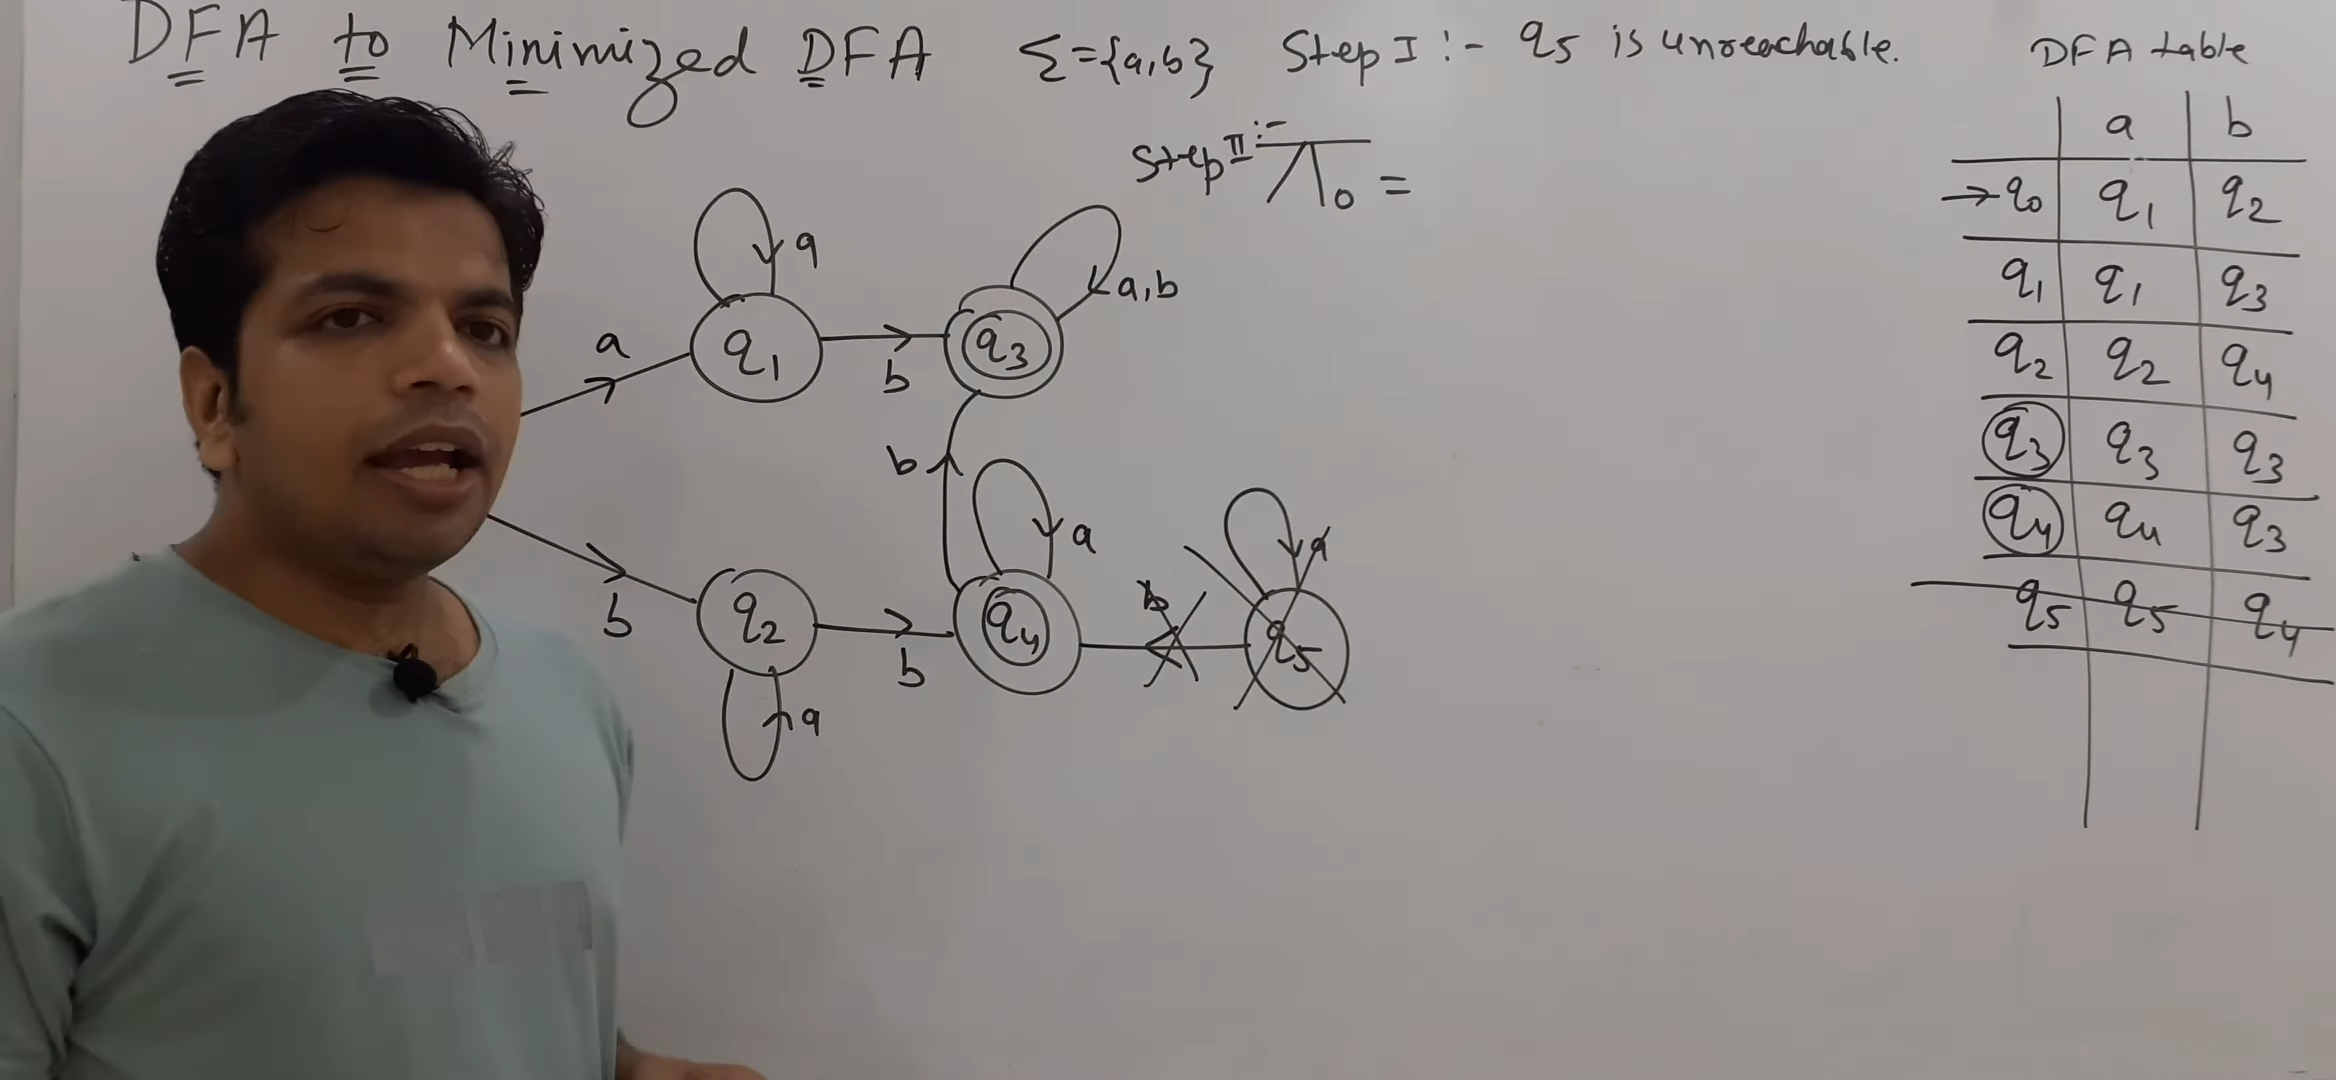 DFA to Minimized DFA Σ={a,b} Step I :- q5 is unreachable.
Step II :- π0 =
DFA table
a b
→q0 q1 q2
q1 q1 q3
q2 q2 q4
q3 q3 q3
q4 q4 q3
q5 q5 q4
a
a,b
a
q1
b
q3
b
a
a
b
q2
b
q4
b
q5
a